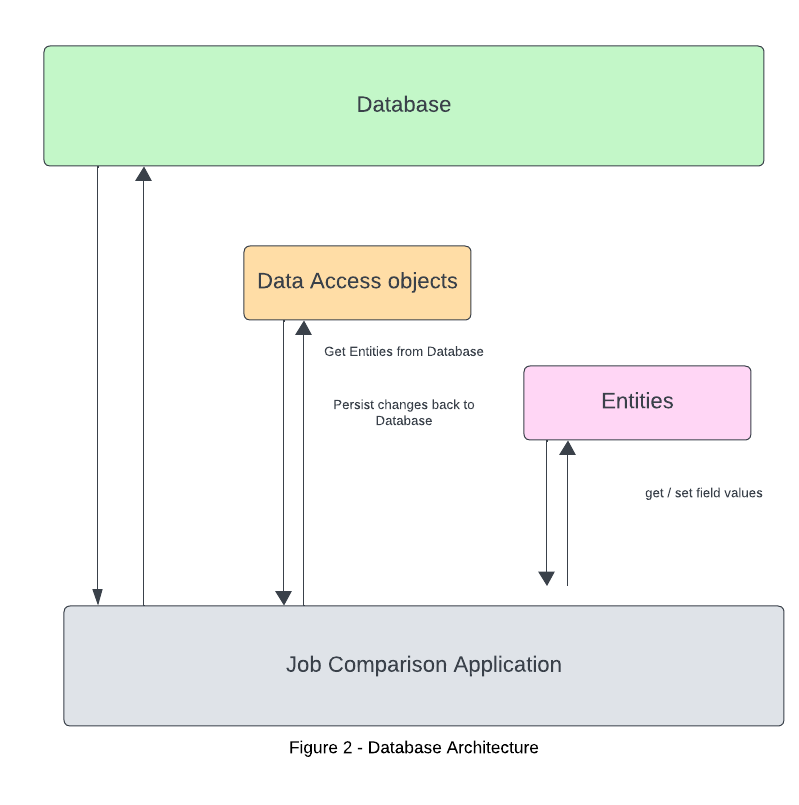 Database
Data Access objects
Get Entities from Database
Persist changes back to
Database
Entities
get / set field values
Job Comparison Application
Figure 2 - Database Architecture